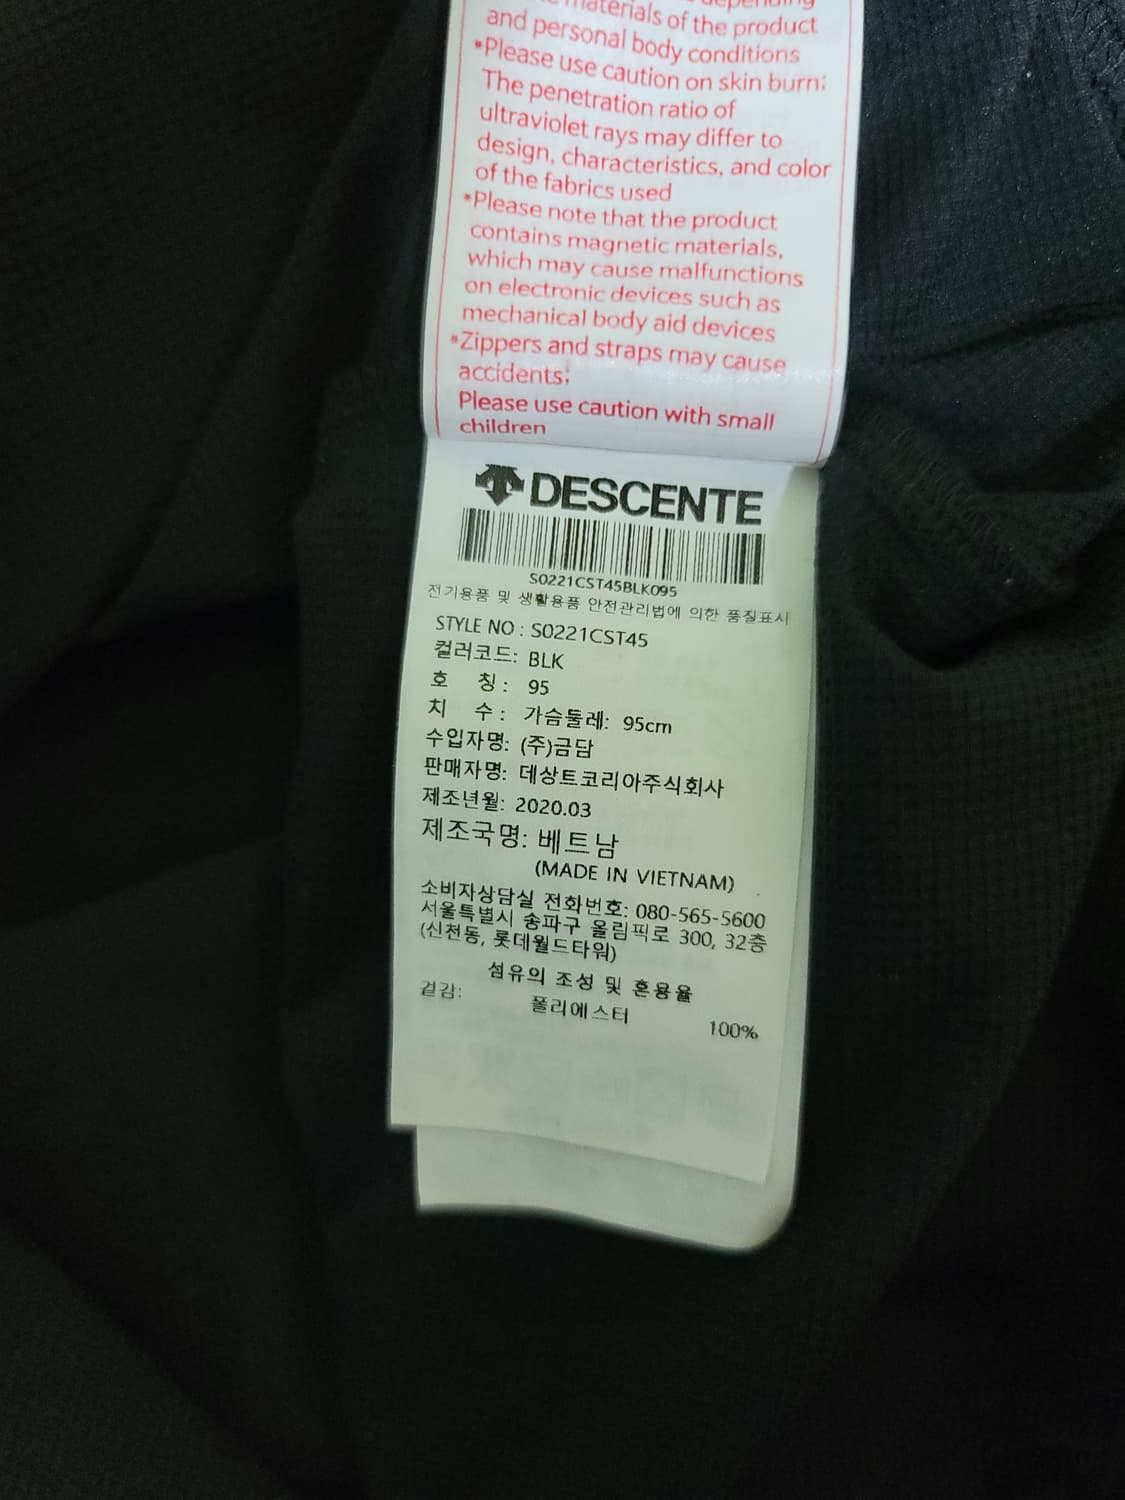 materials of the product
and personal body conditions
*Please use caution on skin burn;
The penetration ratio of
ultraviolet rays may differ to
design, characteristics, and color
of the fabrics used
*Please note that the product
contains magnetic materials,
which may cause malfunctions
on electronic devices such as
mechanical body aid devices
*Zippers and straps may cause
accidents;
Please use caution with small
children
DESCENTE
S0221CST45BLK095
전기용품 및 생활용품 안전관리법에 의한 품질표시
STYLE NO : S0221CST45
컬러코드: BLK
호 칭 : 95
치 수 : 가슴둘레: 95cm
수입자명: (주)금담
판매자명: 데상트코리아주식회사
제조년월: 2020.03
제조국명: 베트남
(MADE IN VIETNAM)
소비자상담실 전화번호: 080-565-5600
서울특별시 송파구 올림픽로 300, 32층
(신천동, 롯데월드타워)
섬유의 조성 및 혼용율
겉감: 폴리에스터 100%